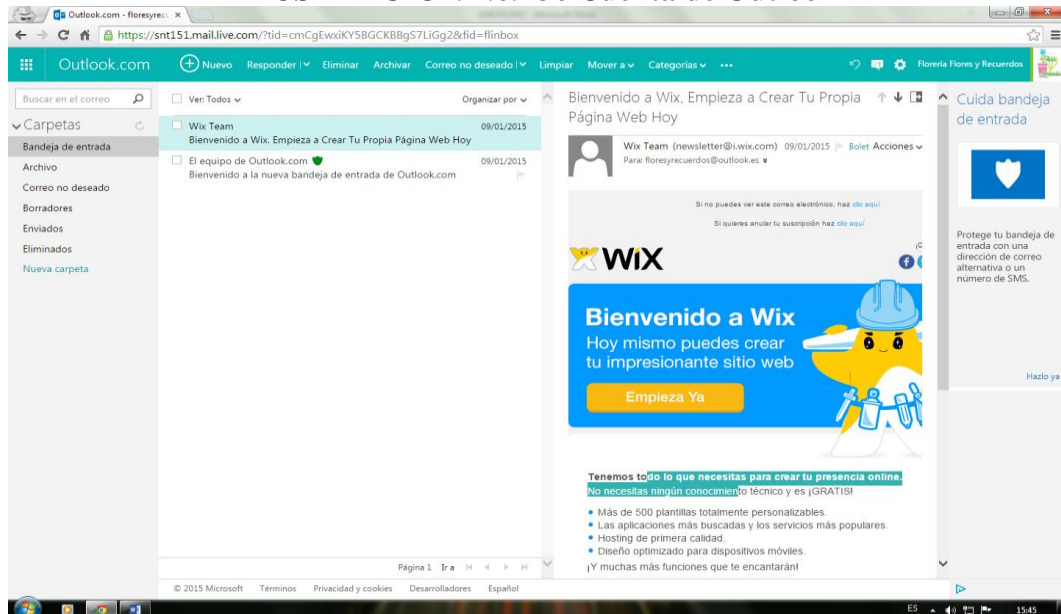 Outlook.com - floresyrec
https://snt151.mail.live.com/?tid=cmCgEwxiKY5BGCKBBgS7LiGg2&fid=flinbox
Outlook.com
Nuevo Responder Eliminar Archivar Correo no deseado Limpiar Mover a Categorías ...
Florería Flores y Recuerdos
Buscar en el correo
Carpetas
Bandeja de entrada
Archivo
Correo no deseado
Borradores
Enviados
Eliminados
Nueva carpeta
Ver: Todos
Organizar por
Wix Team 09/01/2015
Bienvenido a Wix. Empieza a Crear Tu Propia Página Web Hoy
El equipo de Outlook.com 09/01/2015
Bienvenido a la nueva bandeja de entrada de Outlook.com
Página 1 Ir a
Bienvenido a Wix, Empieza a Crear Tu Propia
Página Web Hoy
Wix Team (newsletter@i.wix.com) 09/01/2015 Bolet Acciones
Para: floresyrecuerdos@outlook.es
Si no puedes ver este correo electrónico, haz clic aquí
Si quieres anular tu suscripción haz clic aquí
WiX
Bienvenido a Wix
Hoy mismo puedes crear
tu impresionante sitio web
Empieza Ya
Tenemos todo lo que necesitas para crear tu presencia online.
No necesitas ningún conocimiento técnico y es ¡GRATIS!
• Más de 500 plantillas totalmente personalizables.
• Las aplicaciones más buscadas y los servicios más populares.
• Hosting de primera calidad.
• Diseño optimizado para dispositivos móviles.
¡Y muchas más funciones que te encantarán!
Cuida bandeja
de entrada
Protege tu bandeja de
entrada con una
dirección de correo
alternativa o un
número de SMS.
Hazlo ya
© 2015 Microsoft Términos Privacidad y cookies Desarrolladores Español
ES 15:45